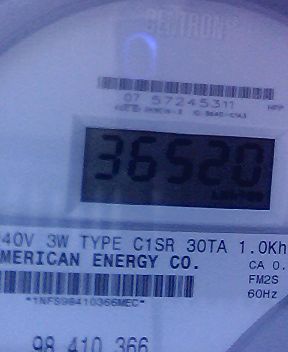 CENTRON
07 57245311
36520
40V 3W TYPE C1SR 30TA 1.0Kh
MERICAN ENERGY CO.
CA 0.
FM2S
*1NFS98410366MEC*
60Hz
98 410 366